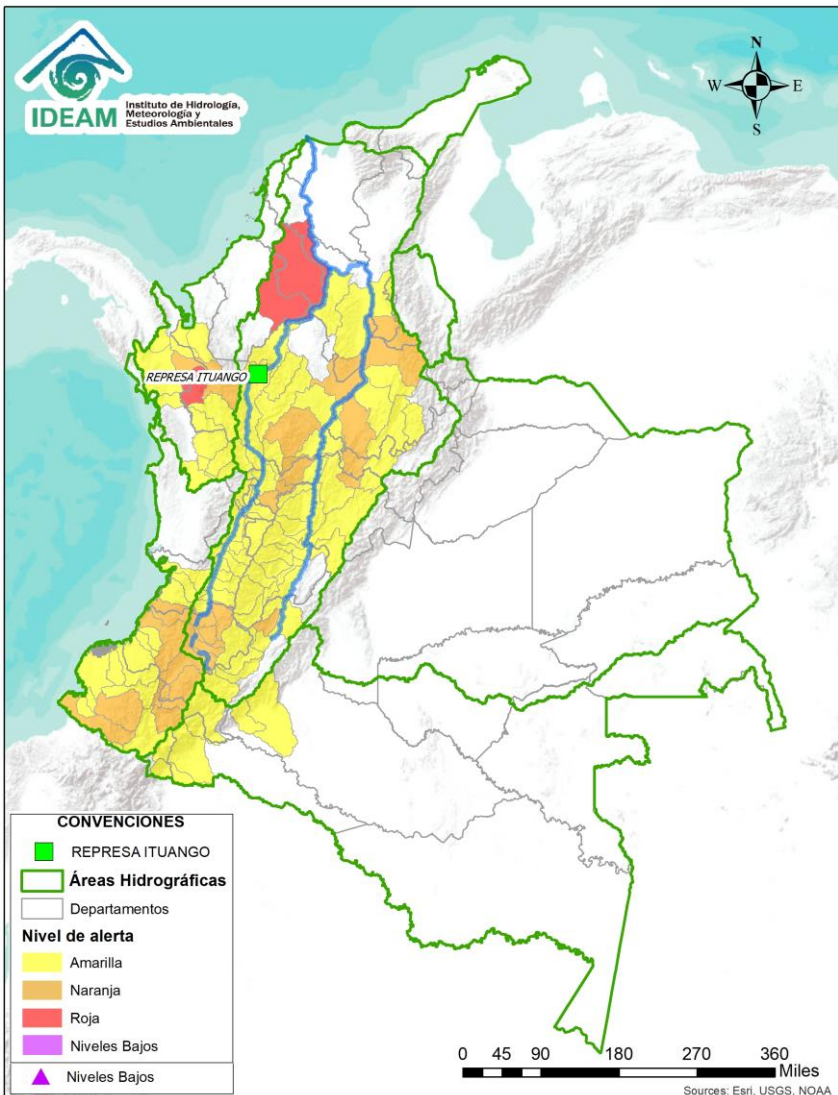 IDEAM
Instituto de Hidrología,
Meteorología y
Estudios Ambientales
N
W
E
S
REPRESA ITUANGO
CONVENCIONES
REPRESA ITUANGO
Áreas Hidrográficas
Departamentos
Nivel de alerta
Amarilla
Naranja
Roja
Niveles Bajos
Niveles Bajos
0 45 90 180 270 360
Miles
Sources: Esri, USGS, NOAA